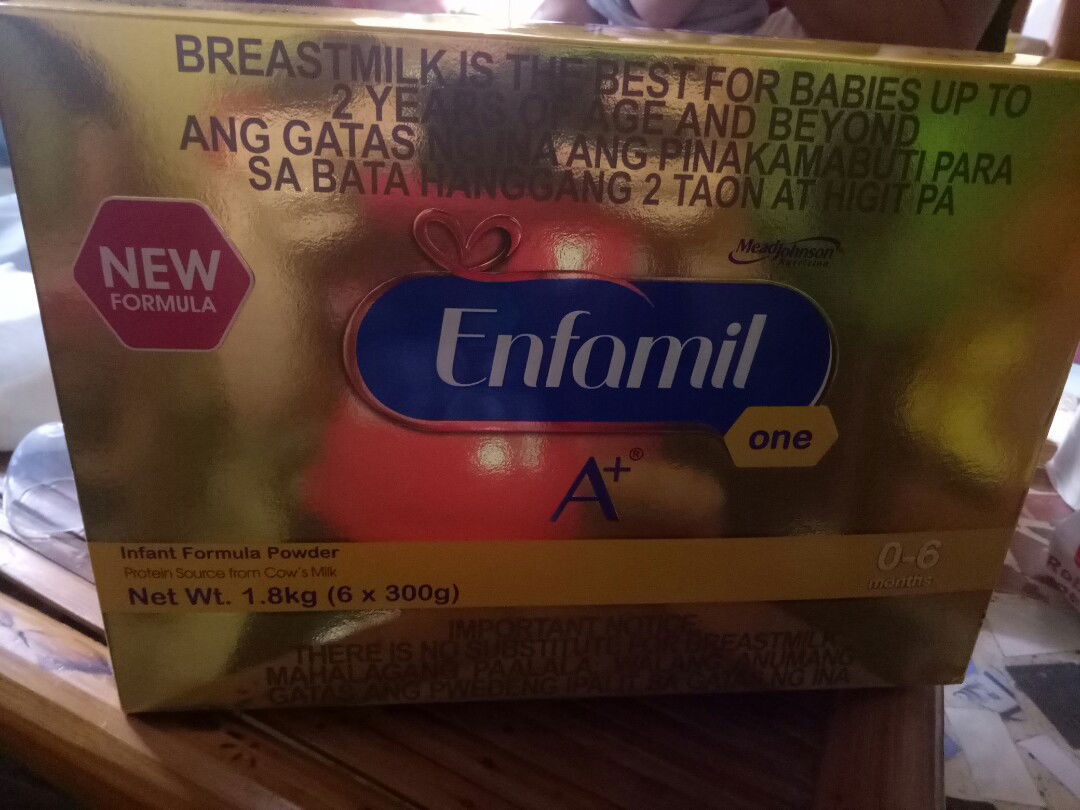 BREASTMILK IS THE BEST FOR BABIES UP TO
2 YEARS OF AGE AND BEYOND
ANG GATAS NG INA ANG PINAKAMABUTI PARA
SA BATA HANGGANG 2 TAON AT HIGIT PA
MeadJohnson
Nutrition
NEW
FORMULA
Enfamil
one
A+®
Infant Formula Powder
Protein Source from Cow's Milk
Net Wt. 1.8kg (6 x 300g)
0-6
months
IMPORTANT NOTICE
THERE IS NO SUBSTITUTE FOR BREASTMILK
MAHALAGANG PAALALA: WALANG ANUMANG
GATAS ANG PWEDENG IPALIT SA GATAS NG INA